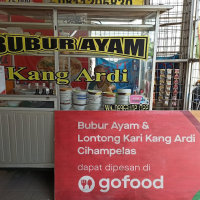 BUBUR AYAM
Kang Ardi
Bubur Ayam &
Lontong Kari Kang Ardi
Cihampelas
dapat dipesan di
gofood